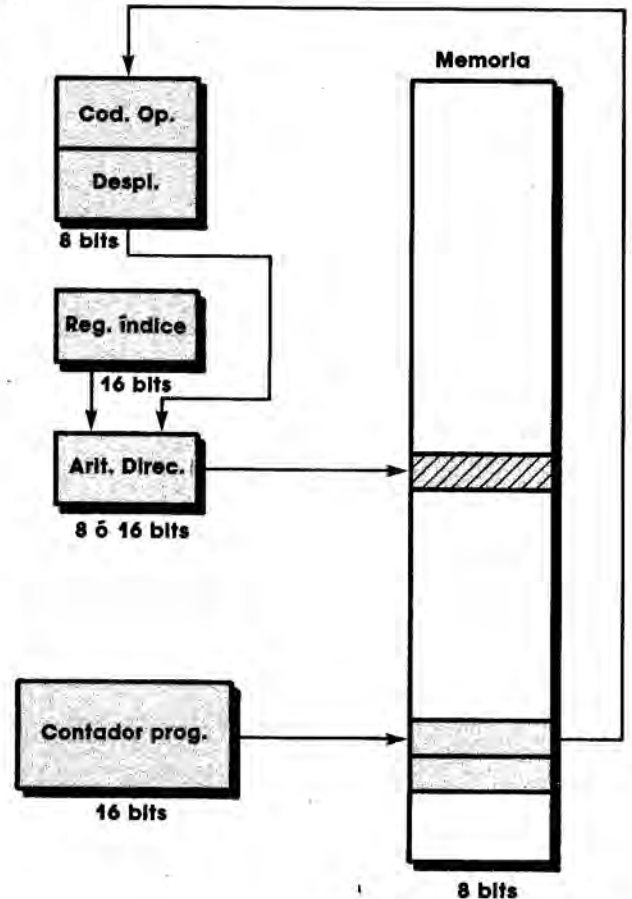 Memoria
Cod. Op.
Despl.
8 bits
Reg. índice
16 bits
Arit. Direc.
8 ó 16 bits
Contador prog.
16 bits
8 bits